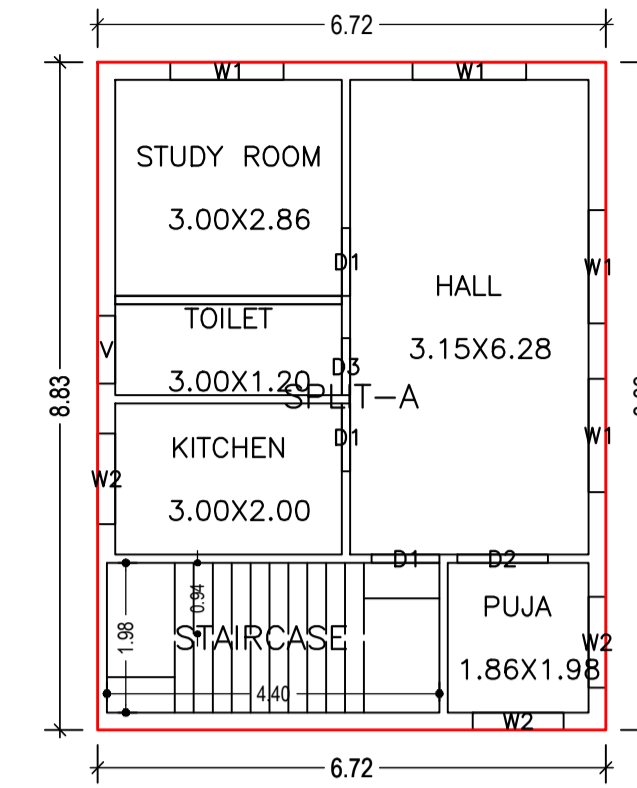 6.72
W1
W1
STUDY ROOM
3.00X2.86
D1
W1
HALL
3.15X6.28
TOILET
V
D3
3.00X1.20
SPLIT-A
8.83
D1
W1
KITCHEN
W2
3.00X2.00
D1
D2
0.94
PUJA
1.98
STAIRCASE
W2
1.86X1.98
4.40
W2
6.72